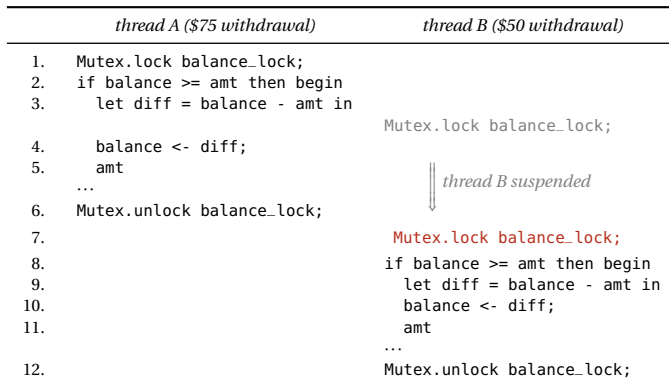 thread A ($75 withdrawal) thread B ($50 withdrawal)
1. Mutex.lock balance_lock;
2. if balance >= amt then begin
3. let diff = balance - amt in
Mutex.lock balance_lock;
4. balance <- diff;
5. amt
thread B suspended
...
6. Mutex.unlock balance_lock;
7. Mutex.lock balance_lock;
8. if balance >= amt then begin
9. let diff = balance - amt in
10. balance <- diff;
11. amt
...
12. Mutex.unlock balance_lock;